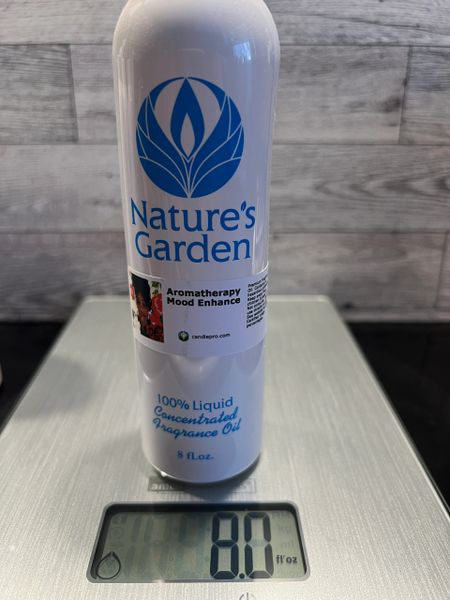 Nature's
Garden
Aromatherapy
Mood Enhance
candlepro.com
100% Liquid
Concentrated
Fragrance Oil
8 fl.oz.
8.0 fl'oz